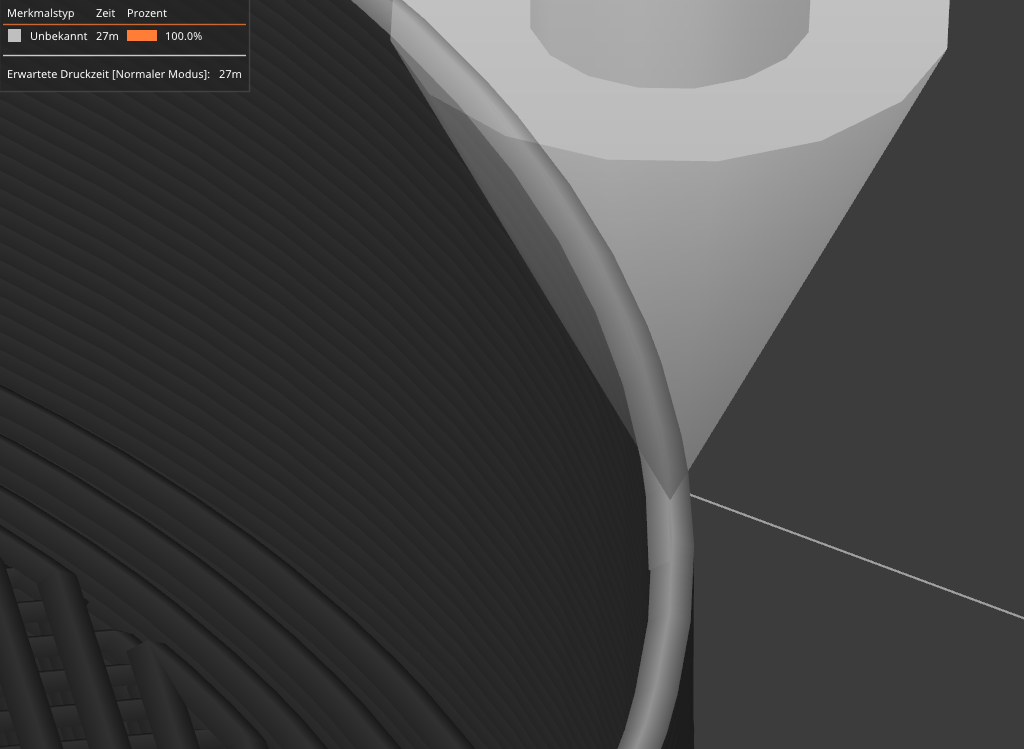 Merkmalstyp Zeit Prozent
Unbekannt 27m 100.0%
Erwartete Druckzeit [Normaler Modus]: 27m